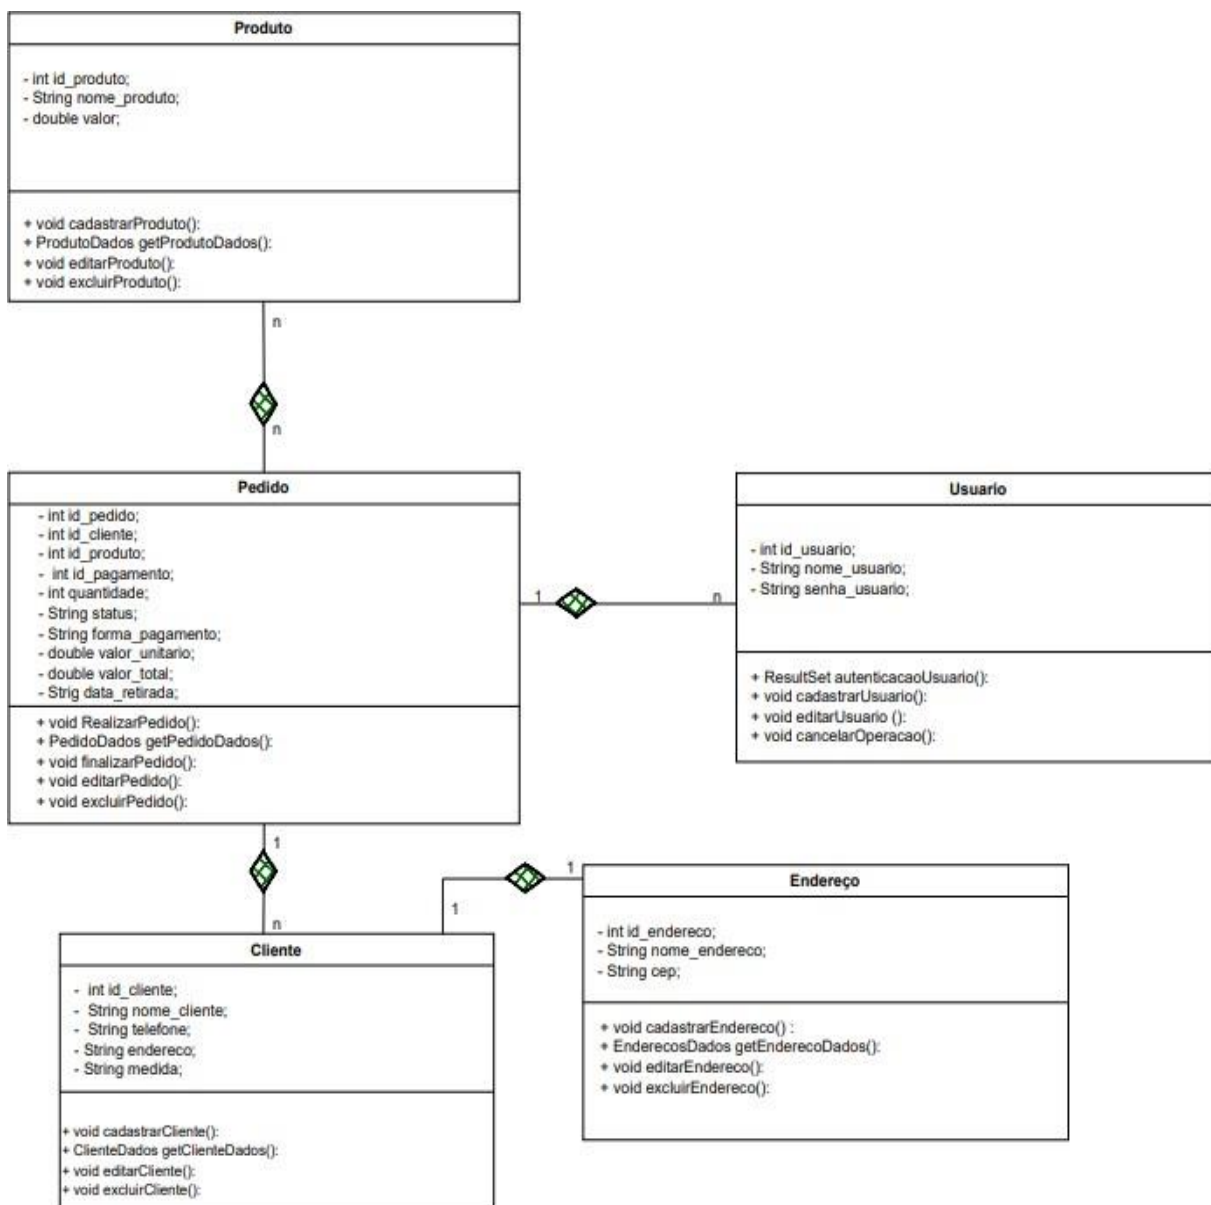 Produto
- int id_produto;
- String nome_produto;
- double valor;
+ void cadastrarProduto():
+ ProdutoDados getProdutoDados():
+ void editarProduto():
+ void excluirProduto():
n
n
Pedido
- int id_pedido;
- int id_cliente;
- int id_produto;
- int id_pagamento;
- int quantidade;
- String status;
- String forma_pagamento;
- double valor_unitario;
- double valor_total;
- Strig data_retirada;
+ void RealizarPedido():
+ PedidoDados getPedidoDados():
+ void finalizarPedido():
+ void editarPedido():
+ void excluirPedido():
1
n
Usuario
- int id_usuario;
- String nome_usuario;
- String senha_usuario;
+ ResultSet autenticacaoUsuario():
+ void cadastrarUsuario():
+ void editarUsuario ():
+ void cancelarOperacao():
1
n
1
1
Cliente
- int id_cliente;
- String nome_cliente;
- String telefone;
- String endereco;
- String medida;
+ void cadastrarCliente():
+ ClienteDados getClienteDados():
+ void editarCliente():
+ void excluirCliente():
Endereço
- int id_endereco;
- String nome_endereco;
- String cep;
+ void cadastrarEndereco() :
+ EnderecosDados getEnderecoDados():
+ void editarEndereco():
+ void excluirEndereco():